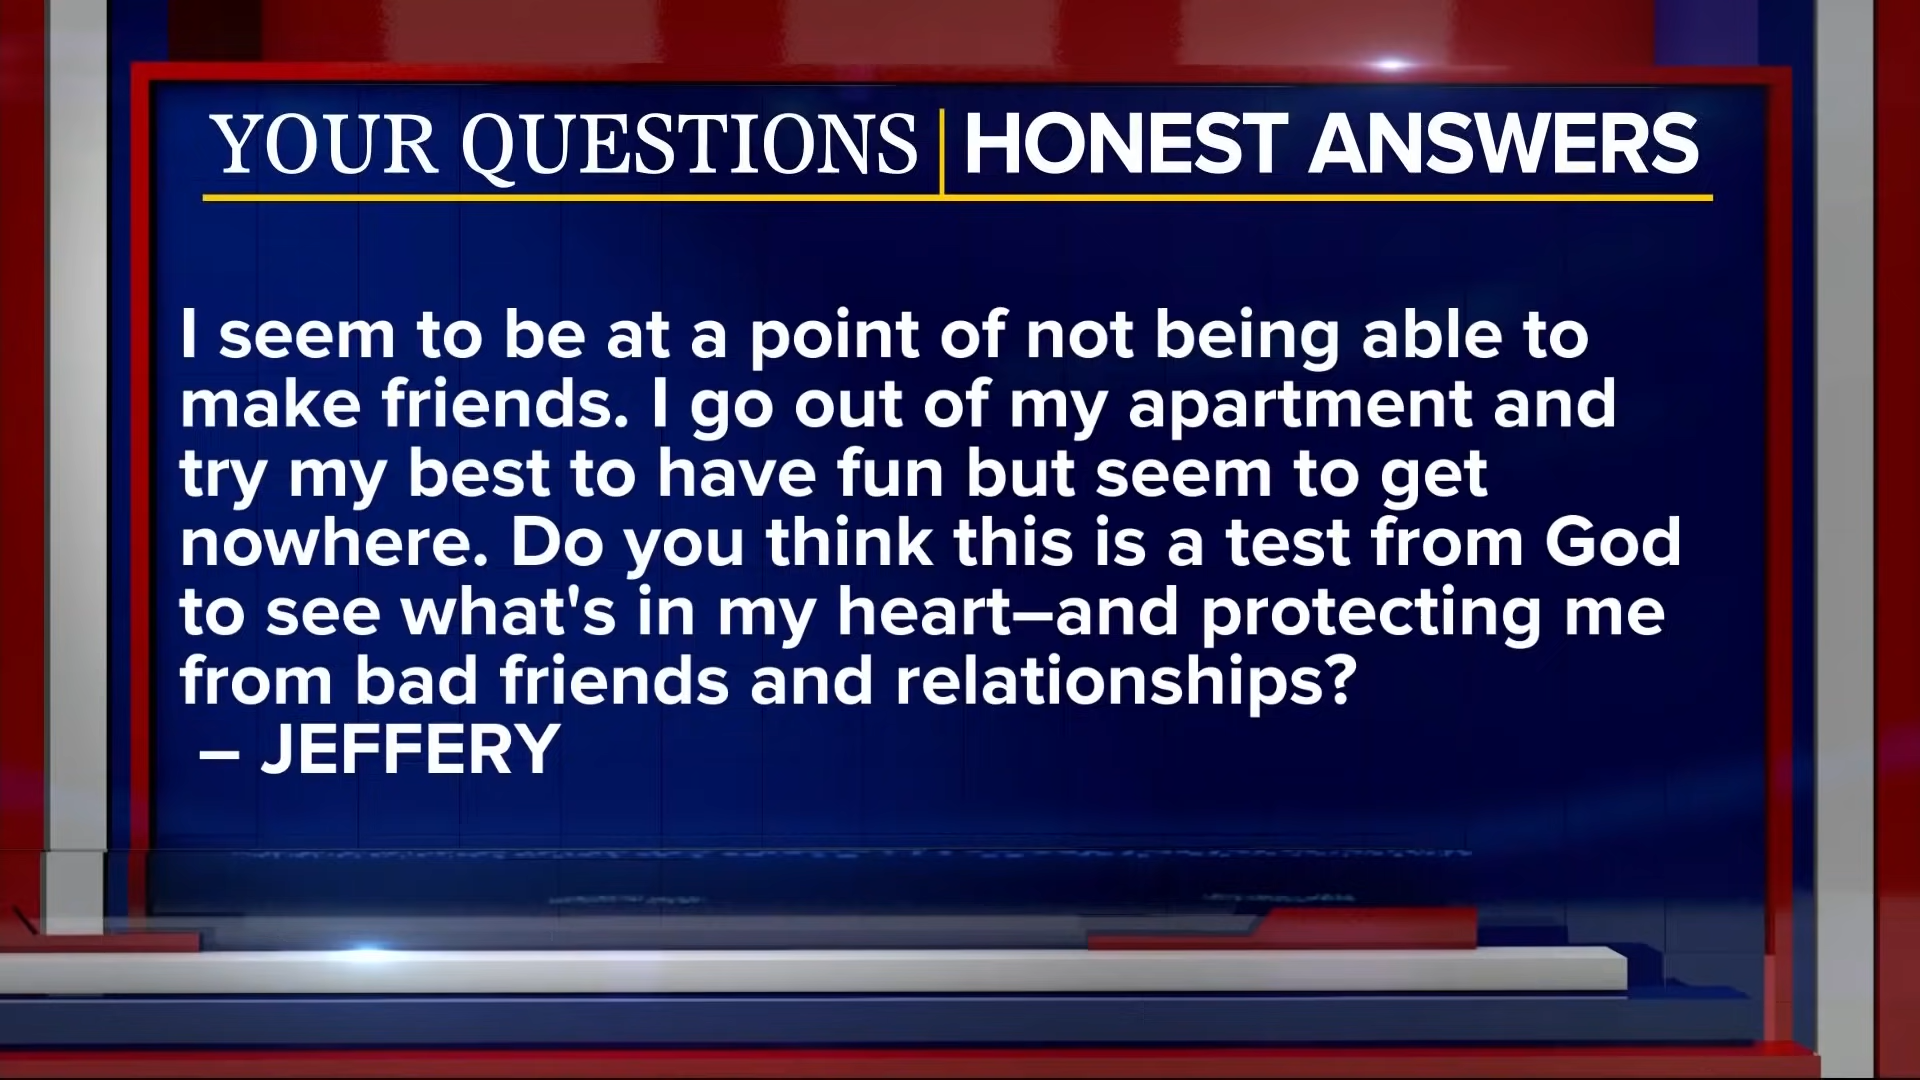 YOUR QUESTIONS | HONEST ANSWERS
I seem to be at a point of not being able to
make friends. I go out of my apartment and
try my best to have fun but seem to get
nowhere. Do you think this is a test from God
to see what's in my heart–and protecting me
from bad friends and relationships?
– JEFFERY